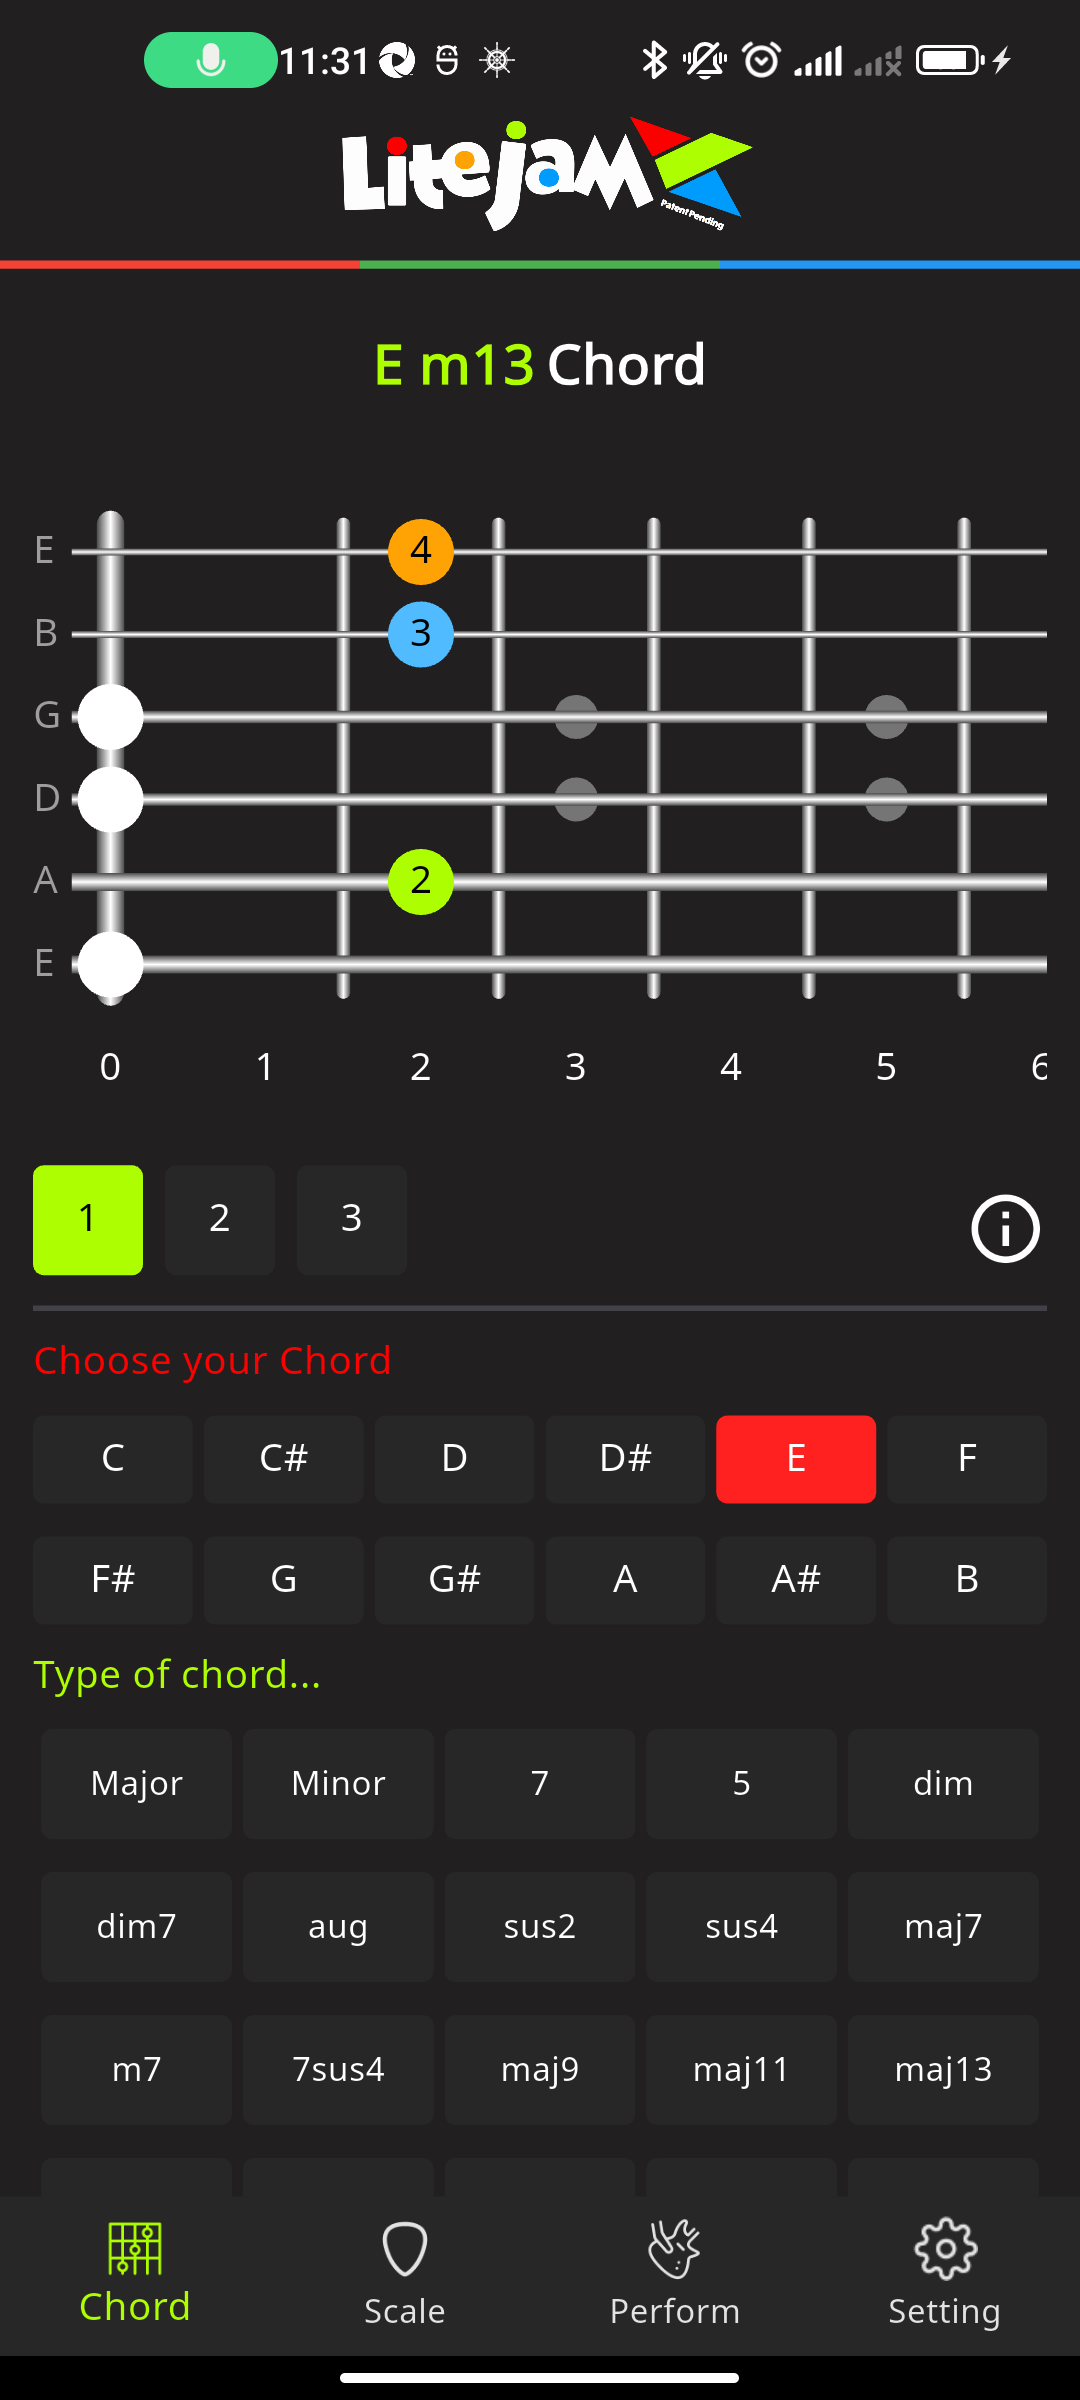 11:31
Litejam
Patent Pending
E m13 Chord
E 4
B 3
G
D
A 2
E
0 1 2 3 4 5 6
1 2 3
Choose your Chord
C C# D D# E F
F# G G# A A# B
Type of chord...
Major Minor 7 5 dim
dim7 aug sus2 sus4 maj7
m7 7sus4 maj9 maj11 maj13
Chord Scale Perform Setting